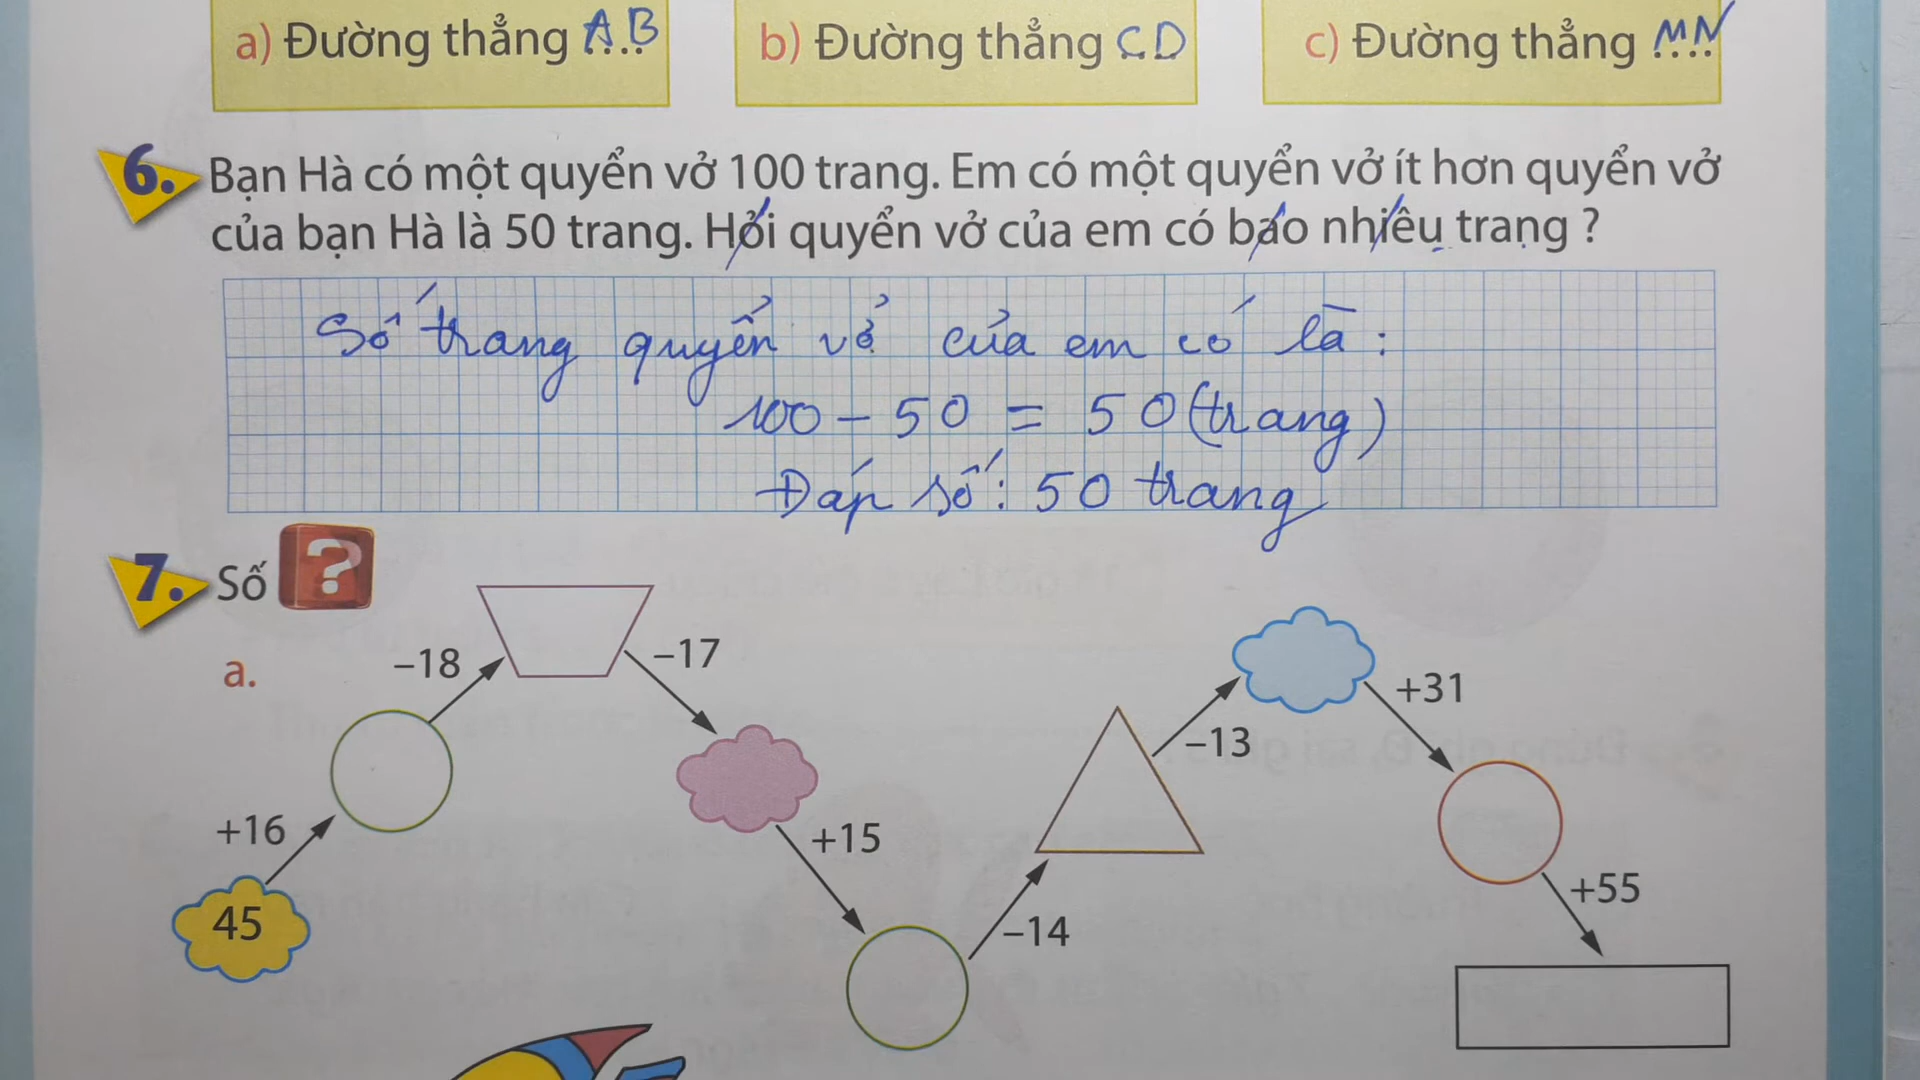 a) Đường thẳng AB
b) Đường thẳng CD
c) Đường thẳng MN
6. Bạn Hà có một quyển vở 100 trang. Em có một quyển vở ít hơn quyển vở
của bạn Hà là 50 trang. Hỏi quyển vở của em có bao nhiêu trang ?
Số trang quyển vở của em có là:
100 - 50 = 50 (trang)
Đáp số: 50 trang
7. Số ?
a.
45
+16
–18
–17
+15
–14
–13
+31
+55